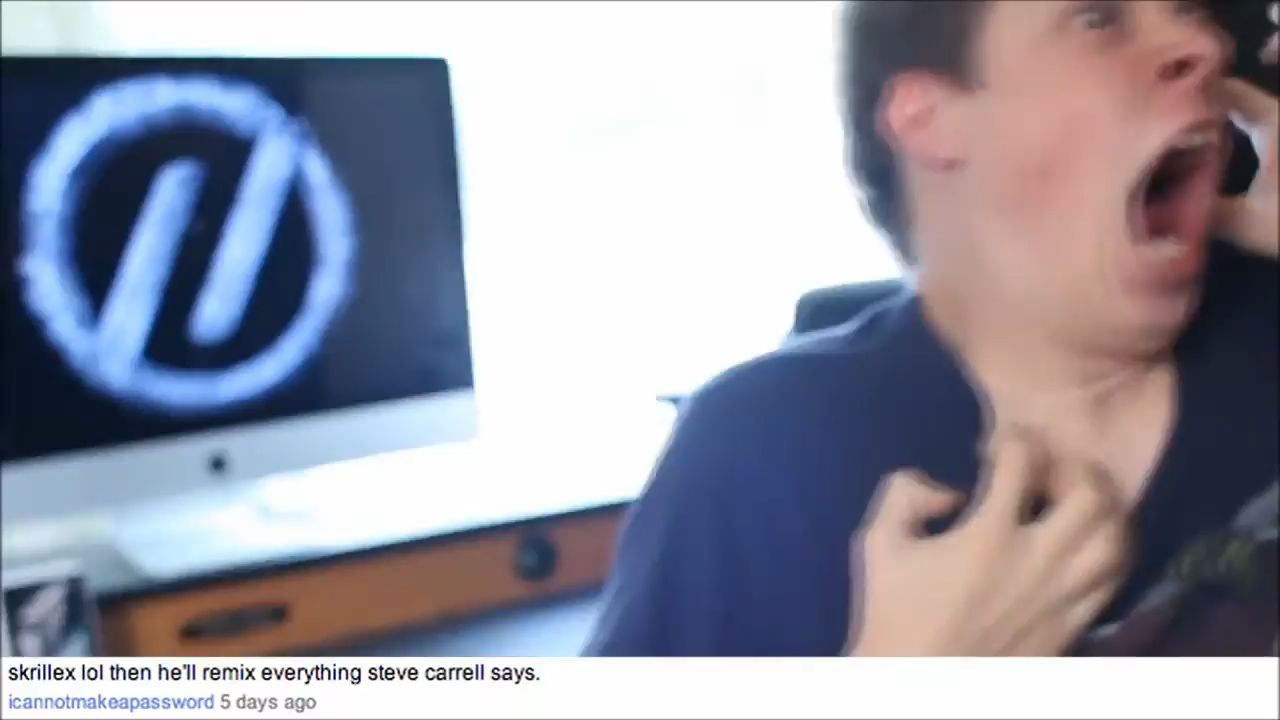 skrillex lol then he'll remix everything steve carrell says.
icannotmakeapassword 5 days ago